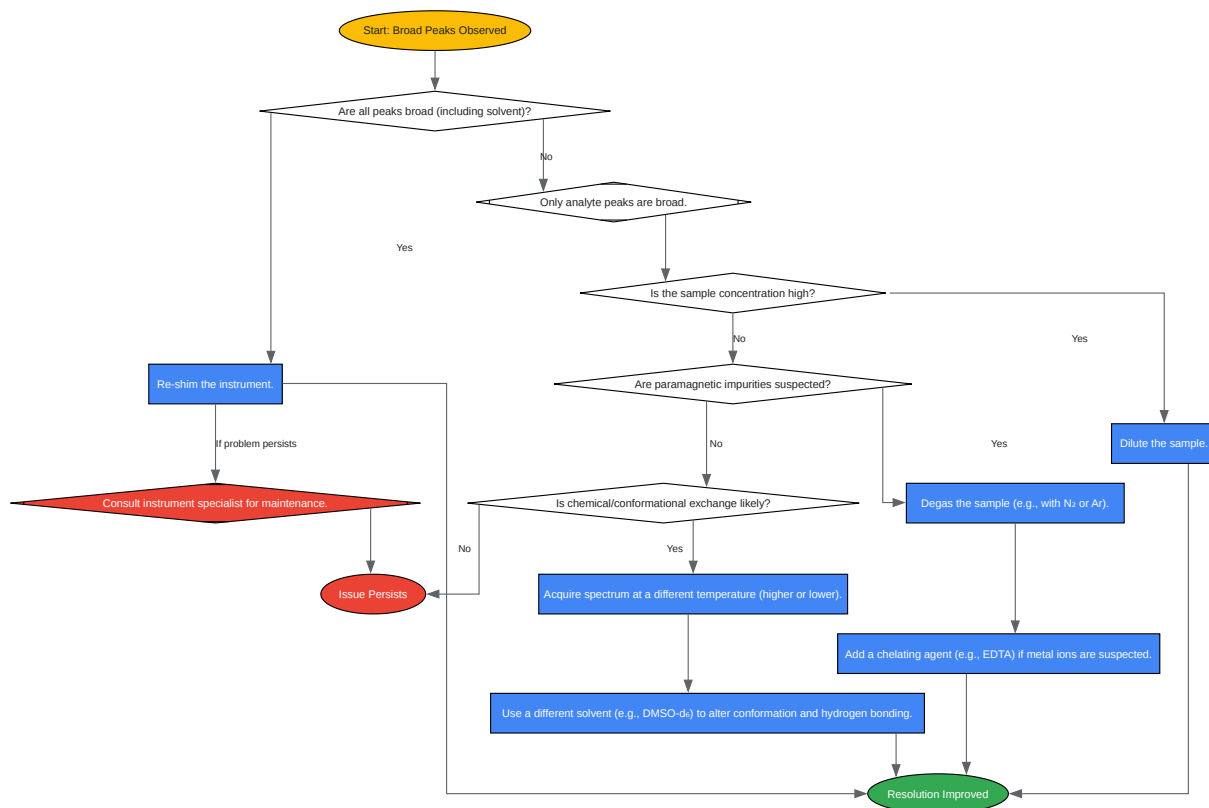 Start: Broad Peaks Observed
Are all peaks broad (including solvent)?
No
Only analyte peaks are broad.
Yes
Is the sample concentration high?
No
Yes
Re-shim the instrument.
Are paramagnetic impurities suspected?
If problem persists
No
Yes
Dilute the sample.
Consult instrument specialist for maintenance.
Is chemical/conformational exchange likely?
Degas the sample (e.g., with N₂ or Ar).
No
Yes
Issue Persists
Acquire spectrum at a different temperature (higher or lower).
Add a chelating agent (e.g., EDTA) if metal ions are suspected.
Use a different solvent (e.g., DMSO-d₆) to alter conformation and hydrogen bonding.
Resolution Improved